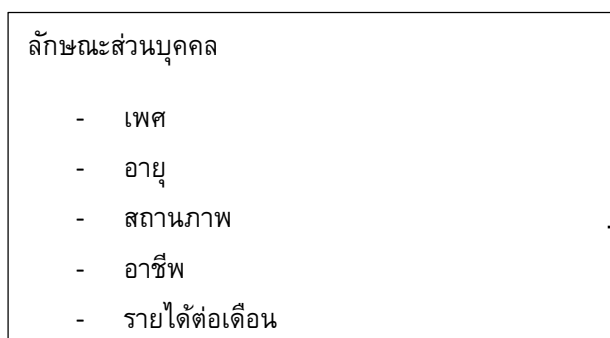 ลักษณะส่วนบุคคล
- เพศ
- อายุ
- สถานภาพ
- อาชีพ
- รายได้ต่อเดือน